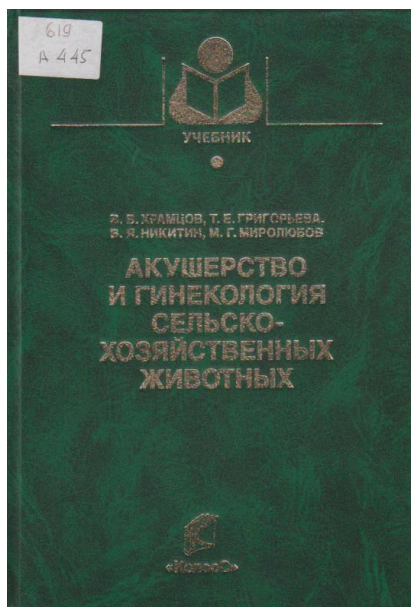 619
А 445
УЧЕБНИК
В. В. ХРАМЦОВ, Т. Е. ГРИГОРЬЕВА,
В. Я. НИКИТИН, М. Г. МИРОЛЮБОВ
АКУШЕРСТВО
И ГИНЕКОЛОГИЯ
СЕЛЬСКО-
ХОЗЯЙСТВЕННЫХ
ЖИВОТНЫХ
«КолосС»